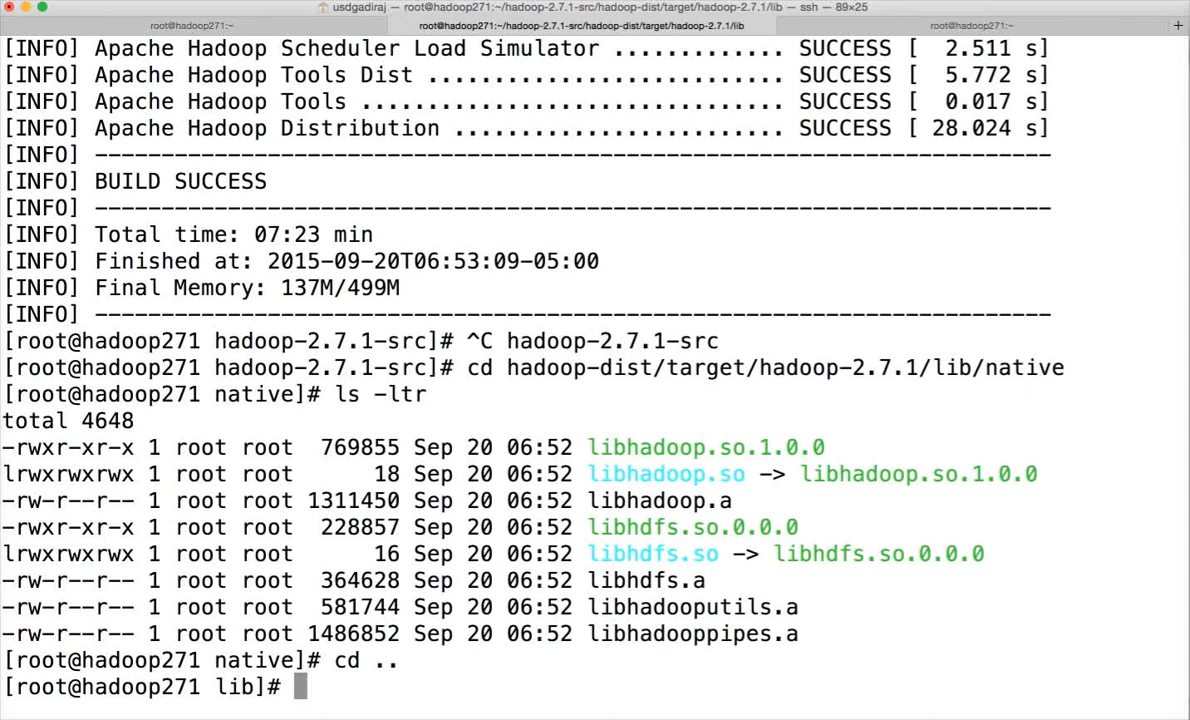 usdgadiraj — root@hadoop271:~/hadoop-2.7.1-src/hadoop-dist/target/hadoop-2.7.1/lib — ssh — 89×25
root@hadoop271:~ root@hadoop271:~/hadoop-2.7.1-src/hadoop-dist/target/hadoop-2.7.1/lib root@hadoop271:~ +
[INFO] Apache Hadoop Scheduler Load Simulator ............. SUCCESS [  2.511 s]
[INFO] Apache Hadoop Tools Dist ........................... SUCCESS [  5.772 s]
[INFO] Apache Hadoop Tools ................................ SUCCESS [  0.017 s]
[INFO] Apache Hadoop Distribution ......................... SUCCESS [ 28.024 s]
[INFO] ------------------------------------------------------------------------
[INFO] BUILD SUCCESS
[INFO] ------------------------------------------------------------------------
[INFO] Total time: 07:23 min
[INFO] Finished at: 2015-09-20T06:53:09-05:00
[INFO] Final Memory: 137M/499M
[INFO] ------------------------------------------------------------------------
[root@hadoop271 hadoop-2.7.1-src]# ^C hadoop-2.7.1-src
[root@hadoop271 hadoop-2.7.1-src]# cd hadoop-dist/target/hadoop-2.7.1/lib/native
[root@hadoop271 native]# ls -ltr
total 4648
-rwxr-xr-x 1 root root  769855 Sep 20 06:52 libhadoop.so.1.0.0
lrwxrwxrwx 1 root root      18 Sep 20 06:52 libhadoop.so -> libhadoop.so.1.0.0
-rw-r--r-- 1 root root 1311450 Sep 20 06:52 libhadoop.a
-rwxr-xr-x 1 root root  228857 Sep 20 06:52 libhdfs.so.0.0.0
lrwxrwxrwx 1 root root      16 Sep 20 06:52 libhdfs.so -> libhdfs.so.0.0.0
-rw-r--r-- 1 root root  364628 Sep 20 06:52 libhdfs.a
-rw-r--r-- 1 root root  581744 Sep 20 06:52 libhadooputils.a
-rw-r--r-- 1 root root 1486852 Sep 20 06:52 libhadooppipes.a
[root@hadoop271 native]# cd ..
[root@hadoop271 lib]#